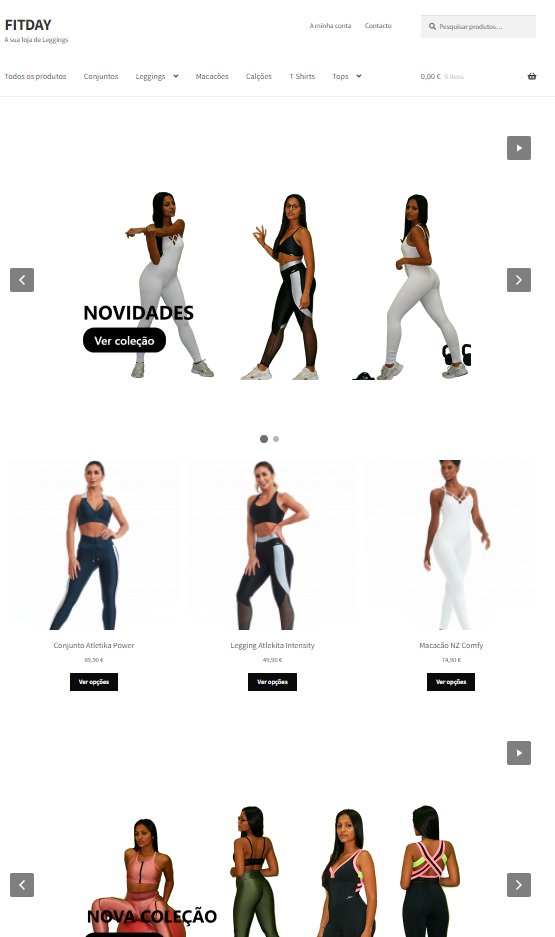 FITDAY
A sua loja de Leggings
A minha conta Contacto
Pesquisar produtos…
Todos os produtos Conjuntos Leggings Macacões Calções T Shirts Tops
0,00 € 0 itens
NOVIDADES
Ver coleção
Conjunto Atletika Power
89,90 €
Ver opções
Legging Atlekita Intensity
49,90 €
Ver opções
Macacão NZ Comfy
74,90 €
Ver opções
NOVA COLEÇÃO